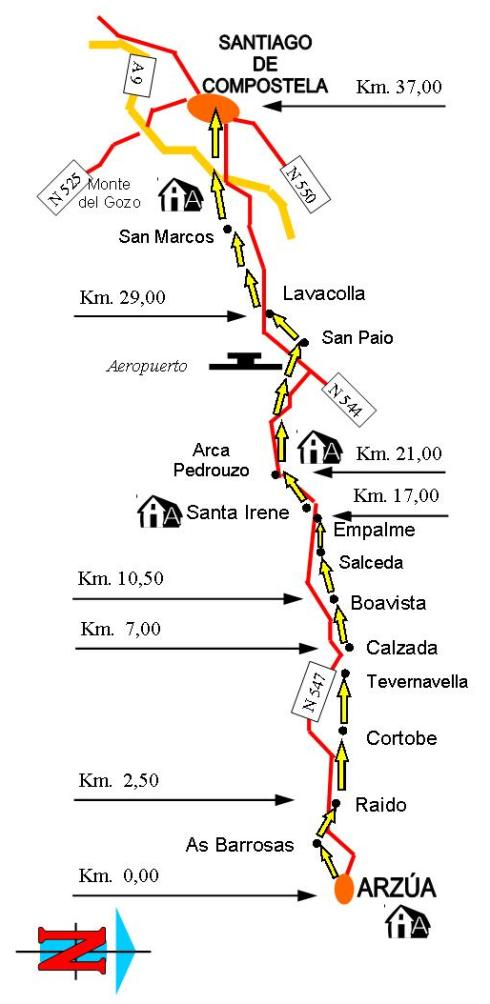 SANTIAGO
DE
COMPOSTELA
Km. 37,00
A 9
N 525
Monte
del Gozo
A
N 550
San Marcos
Km. 29,00
Lavacolla
San Paio
Aeropuerto
N 544
Arca
Pedrouzo
A
Km. 21,00
A
Santa Irene
Km. 17,00
Empalme
Salceda
Km. 10,50
Boavista
Km. 7,00
Calzada
Tevernavella
N 547
Cortobe
Km. 2,50
Raido
As Barrosas
Km. 0,00
ARZÚA
A
N